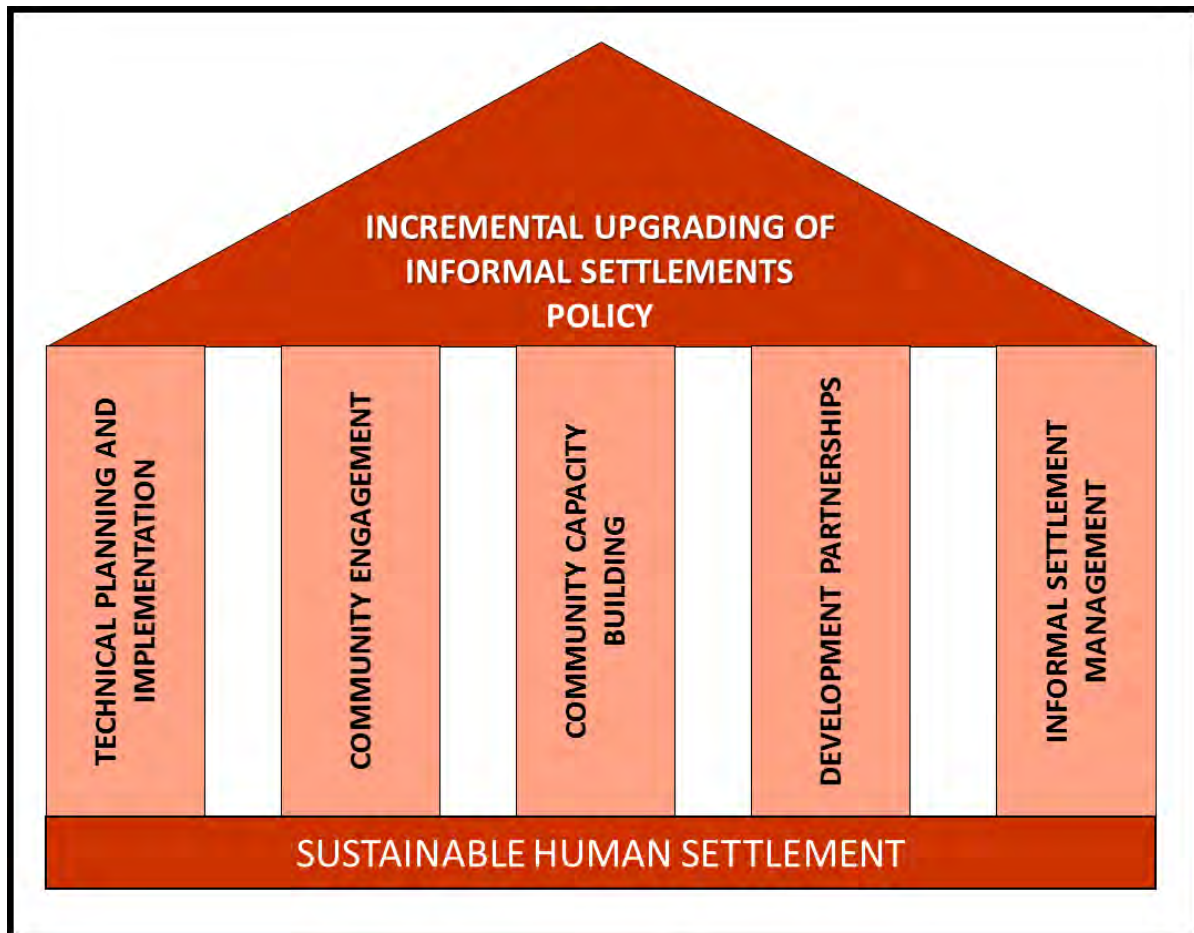 INCREMENTAL UPGRADING OF
INFORMAL SETTLEMENTS
POLICY
TECHNICAL PLANNING AND
IMPLEMENTATION
COMMUNITY ENGAGEMENT
COMMUNITY CAPACITY
BUILDING
DEVELOPMENT PARTNERSHIPS
INFORMAL SETTLEMENT
MANAGEMENT
SUSTAINABLE HUMAN SETTLEMENT